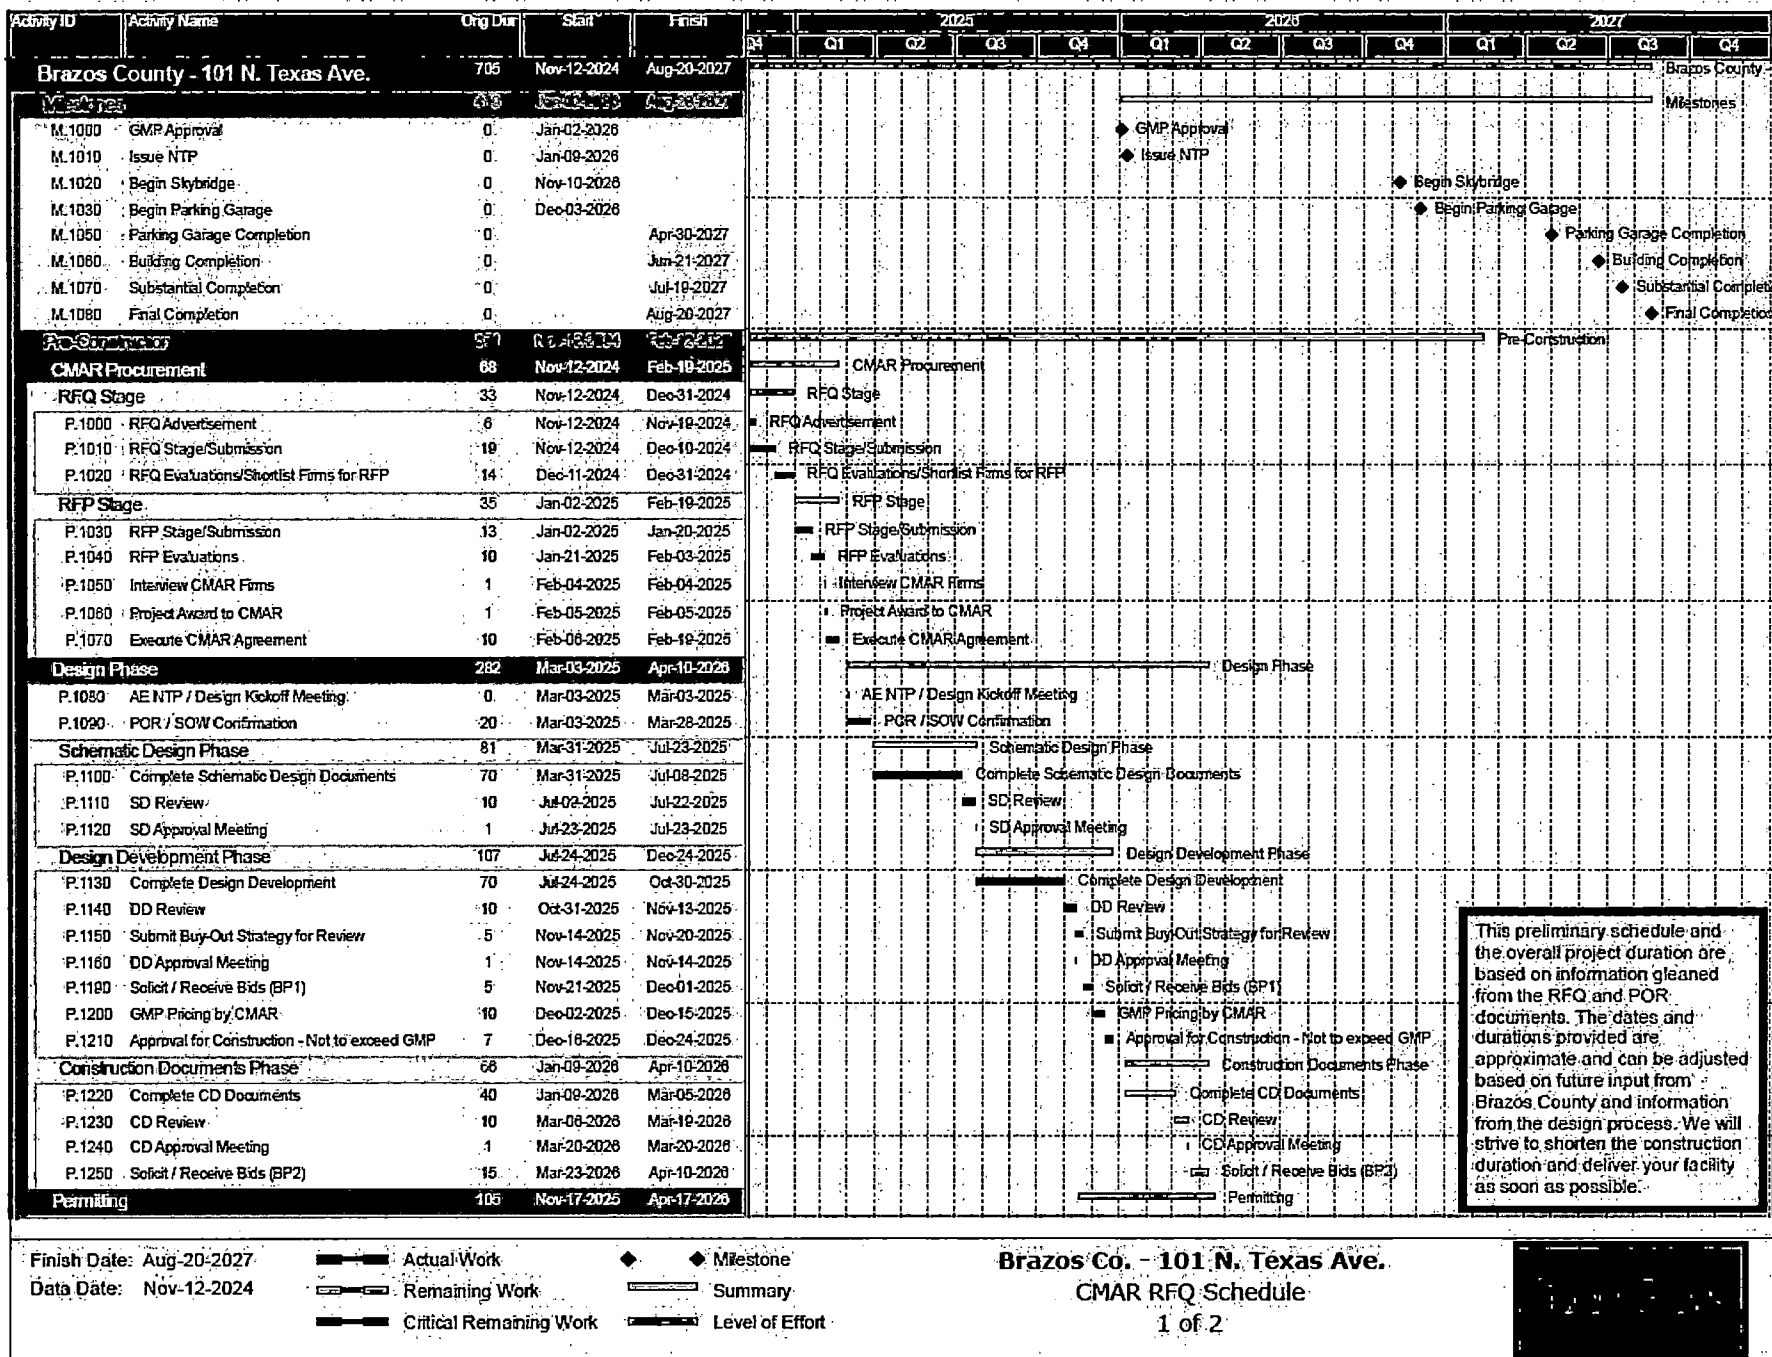 Activity ID Activity Name Orig Dur Start Finish 2025 2026 2027
Q4 Q1 Q2 Q3 Q4 Q1 Q2 Q3 Q4 Q1 Q2 Q3 Q4
Brazos County - 101 N. Texas Ave. 705 Nov-12-2024 Aug-20-2027 Brazos County -
Milestones Aug-20-2027 Milestones
M.1000 GMP Approval 0 Jan-02-2026 GMP Approval
M.1010 Issue NTP 0 Jan-09-2026 Issue NTP
M.1020 Begin Skybridge 0 Nov-10-2026 Begin Skybridge
M.1030 Begin Parking Garage 0 Dec-03-2026 Begin Parking Garage
M.1050 Parking Garage Completion 0 Apr-30-2027 Parking Garage Completion
M.1060 Building Completion 0 Jun-21-2027 Building Completion
M.1070 Substantial Completion 0 Jul-19-2027 Substantial Completi
M.1080 Final Completion 0 Aug-20-2027 Final Completion
Pre-Construction Pre-Construction
CMAR Procurement 68 Nov-12-2024 Feb-19-2025 CMAR Procurement
RFQ Stage 33 Nov-12-2024 Dec-31-2024 RFQ Stage
P.1000 RFQ Advertisement 6 Nov-12-2024 Nov-19-2024 RFQ Advertisement
P.1010 RFQ Stage/Submission 19 Nov-12-2024 Dec-10-2024 RFQ Stage/Submission
P.1020 RFQ Evaluations/Shortlist Firms for RFP 14 Dec-11-2024 Dec-31-2024 RFQ Evaluations/Shortlist Firms for RFP
RFP Stage 35 Jan-02-2025 Feb-19-2025 RFP Stage
P.1030 RFP Stage/Submission 13 Jan-02-2025 Jan-20-2025 RFP Stage/Submission
P.1040 RFP Evaluations 10 Jan-21-2025 Feb-03-2025 RFP Evaluations
P.1050 Interview CMAR Firms 1 Feb-04-2025 Feb-04-2025 Interview CMAR Firms
P.1060 Project Award to CMAR 1 Feb-05-2025 Feb-05-2025 Project Award to CMAR
P.1070 Execute CMAR Agreement 10 Feb-06-2025 Feb-19-2025 Execute CMAR Agreement
Design Phase 282 Mar-03-2025 Apr-10-2026 Design Phase
P.1080 AE NTP / Design Kickoff Meeting 0 Mar-03-2025 Mar-03-2025 AE NTP / Design Kickoff Meeting
P.1090 POR / SOW Confirmation 20 Mar-03-2025 Mar-28-2025 POR / SOW Confirmation
Schematic Design Phase 81 Mar-31-2025 Jul-23-2025 Schematic Design Phase
P.1100 Complete Schematic Design Documents 70 Mar-31-2025 Jul-08-2025 Complete Schematic Design Documents
P.1110 SD Review 10 Jul-09-2025 Jul-22-2025 SD Review
P.1120 SD Approval Meeting 1 Jul-23-2025 Jul-23-2025 SD Approval Meeting
Design Development Phase 107 Jul-24-2025 Dec-24-2025 Design Development Phase
P.1130 Complete Design Development 70 Jul-24-2025 Oct-30-2025 Complete Design Development
P.1140 DD Review 10 Oct-31-2025 Nov-13-2025 DD Review
P.1150 Submit Buy-Out Strategy for Review 5 Nov-14-2025 Nov-20-2025 Submit Buy-Out Strategy for Review
P.1160 DD Approval Meeting 1 Nov-14-2025 Nov-14-2025 DD Approval Meeting
P.1190 Solicit / Receive Bids (BP1) 5 Nov-21-2025 Dec-01-2025 Solicit / Receive Bids (BP1)
P.1200 GMP Pricing by CMAR 10 Dec-02-2025 Dec-15-2025 GMP Pricing by CMAR
P.1210 Approval for Construction - Not to exceed GMP 7 Dec-16-2025 Dec-24-2025 Approval for Construction - Not to exceed GMP
Construction Documents Phase 66 Jan-09-2026 Apr-10-2026 Construction Documents Phase
P.1220 Complete CD Documents 40 Jan-09-2026 Mar-05-2026 Complete CD Documents
P.1230 CD Review 10 Mar-06-2026 Mar-19-2026 CD Review
P.1240 CD Approval Meeting 1 Mar-20-2026 Mar-20-2026 CD Approval Meeting
P.1250 Solicit / Receive Bids (BP2) 15 Mar-23-2026 Apr-10-2026 Solicit / Receive Bids (BP2)
Permitting 105 Nov-17-2025 Apr-17-2026 Permitting
This preliminary schedule and
the overall project duration are
based on information gleaned
from the RFQ and POR
documents. The dates and
durations provided are
approximate and can be adjusted
based on future input from
Brazos County and information
from the design process. We will
strive to shorten the construction
duration and deliver your facility
as soon as possible.
Finish Date: Aug-20-2027
Data Date: Nov-12-2024
Actual Work
Remaining Work
Critical Remaining Work
Milestone
Summary
Level of Effort
Brazos Co. - 101 N. Texas Ave.
CMAR RFQ Schedule
1 of 2